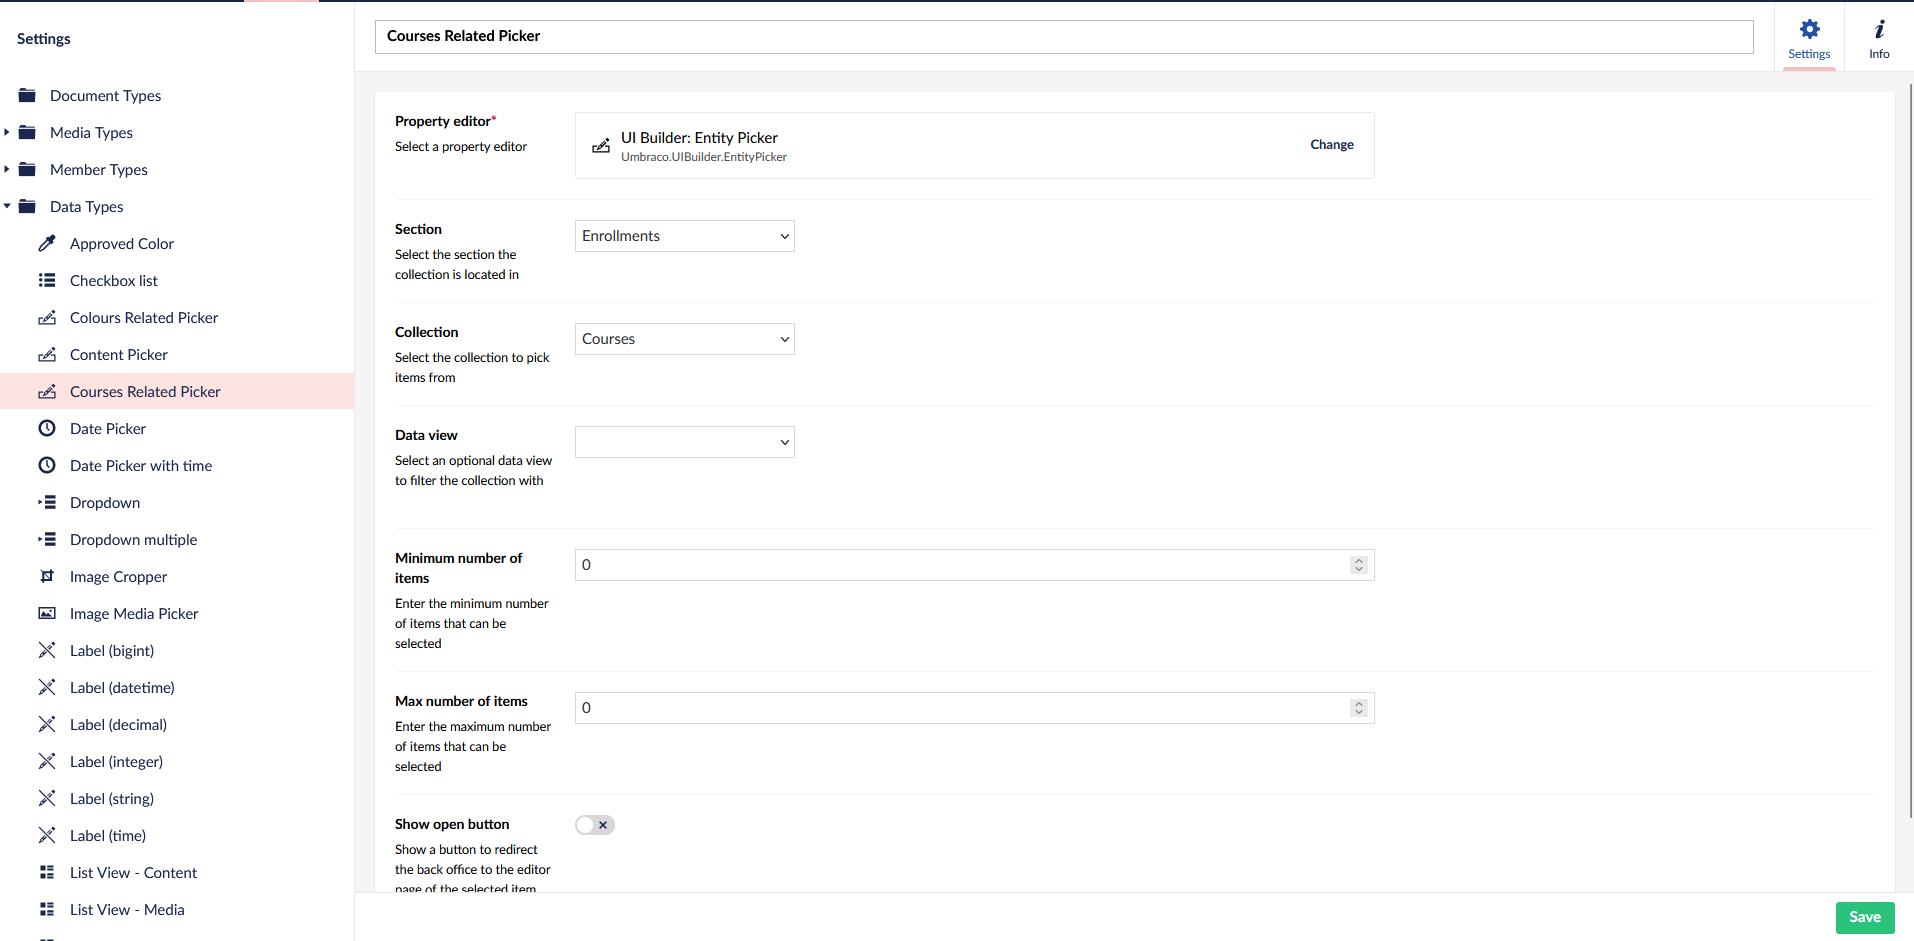 Settings
Document Types
Media Types
Member Types
Data Types
Approved Color
Checkbox list
Colours Related Picker
Content Picker
Courses Related Picker
Date Picker
Date Picker with time
Dropdown
Dropdown multiple
Image Cropper
Image Media Picker
Label (bigint)
Label (datetime)
Label (decimal)
Label (integer)
Label (string)
Label (time)
List View - Content
List View - Media
Courses Related Picker
Settings
Info
Property editor*
Select a property editor
UI Builder: Entity Picker
Umbraco.UIBuilder.EntityPicker
Change
Section
Select the section the
collection is located in
Enrollments
Collection
Select the collection to pick
items from
Courses
Data view
Select an optional data view
to filter the collection with
Minimum number of
items
Enter the minimum number
of items that can be
selected
0
Max number of items
Enter the maximum number
of items that can be
selected
0
Show open button
Show a button to redirect
the back office to the editor
page of the selected item
Save